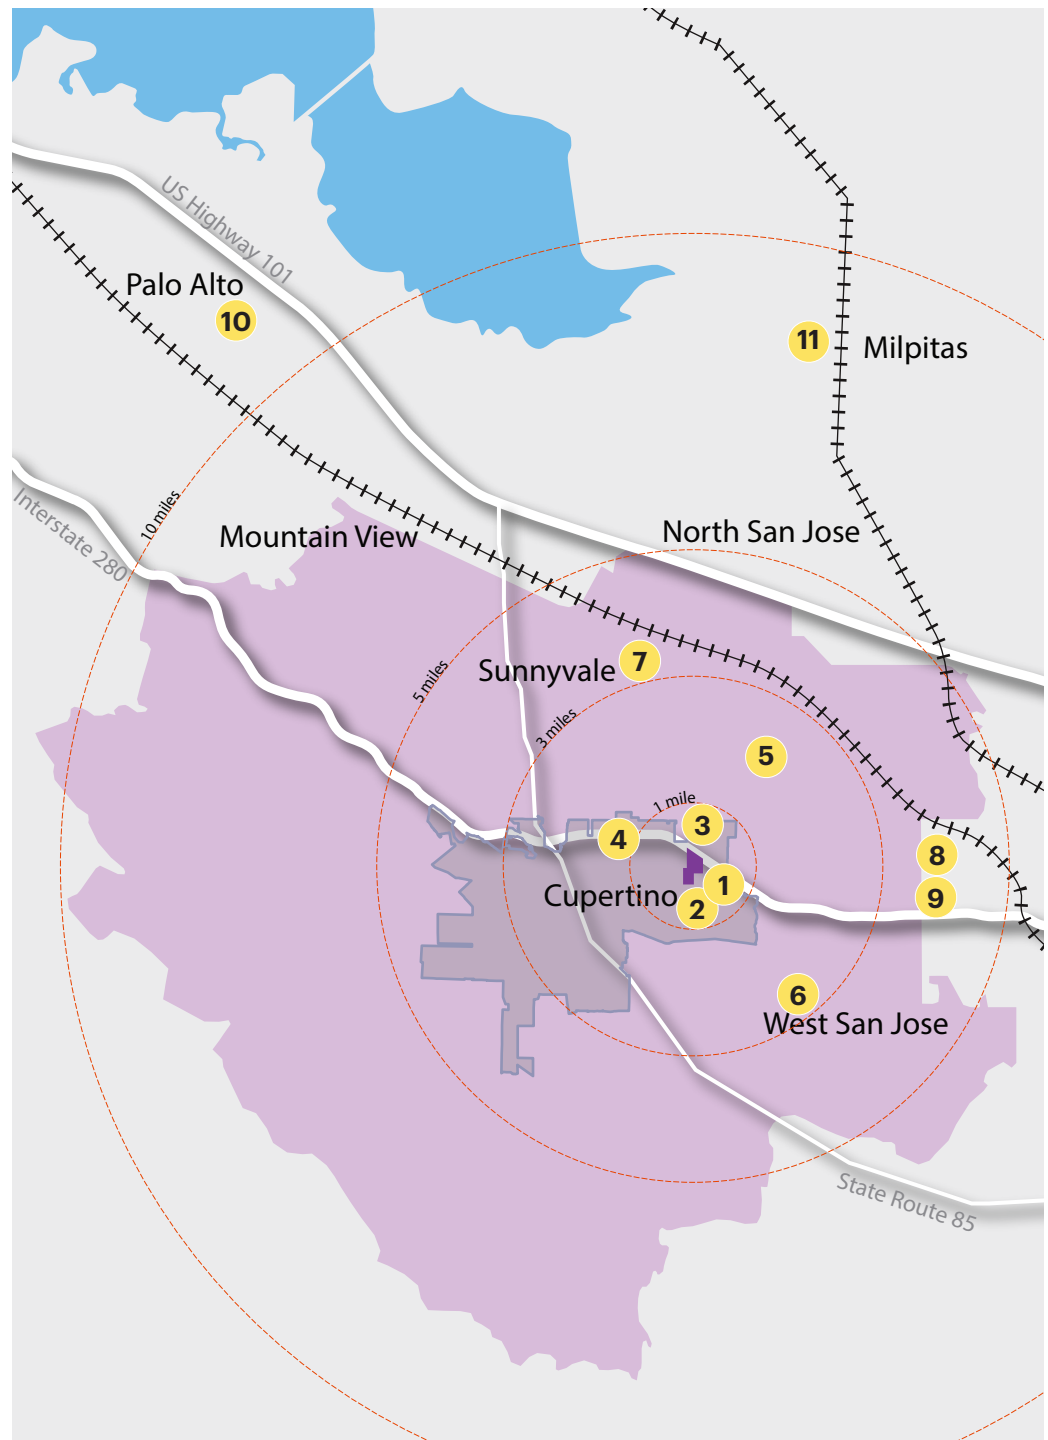 US Highway 101
Palo Alto
10
11
Milpitas
Interstate 280
10 miles
Mountain View
North San Jose
5 miles
Sunnyvale
7
3 miles
5
1 mile
3
4
8
Cupertino
1
9
2
6
West San Jose
State Route 85